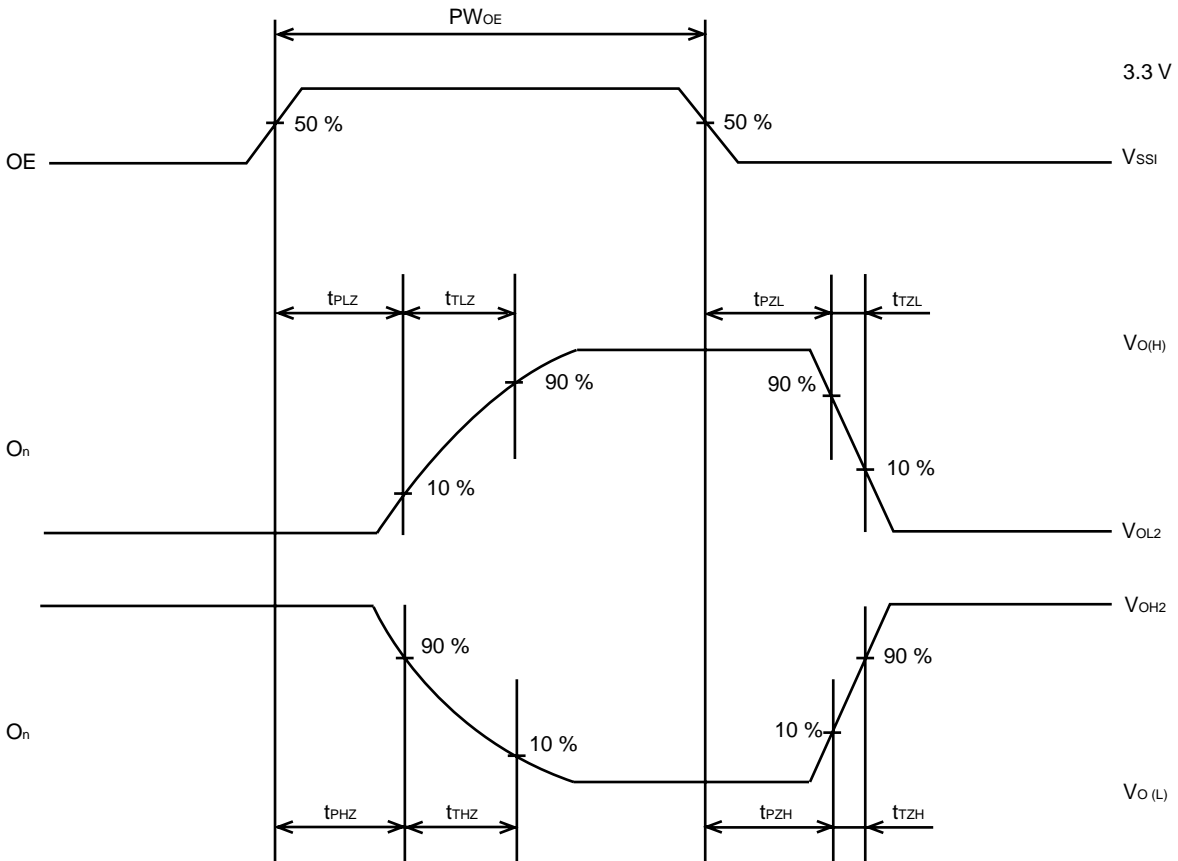 PWOE
3.3 V
50 %
50 %
OE
VSSI
tPLZ
tTLZ
tPZL
tTZL
VO(H)
90 %
90 %
On
10 %
10 %
VOL2
VOH2
90 %
90 %
On
10 %
10 %
VO (L)
tPHZ
tTHZ
tPZH
tTZH